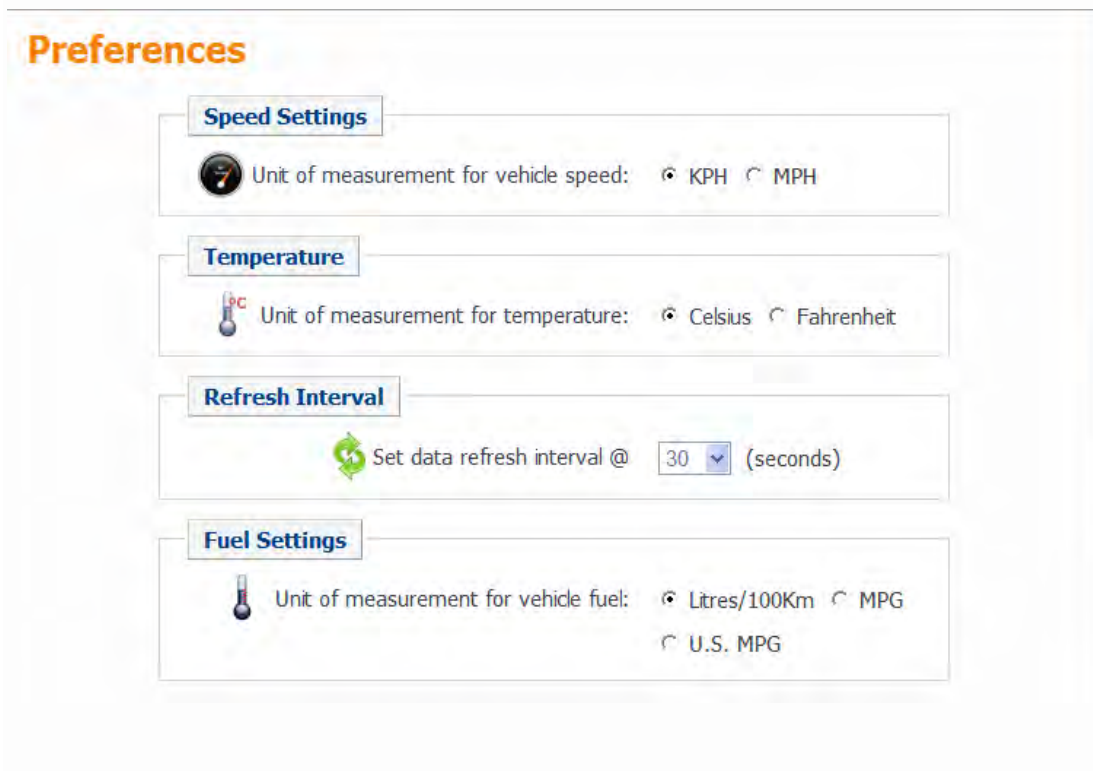 Preferences
Speed Settings
Unit of measurement for vehicle speed: KPH MPH
Temperature
°C
Unit of measurement for temperature: Celsius Fahrenheit
Refresh Interval
Set data refresh interval @ 30 (seconds)
Fuel Settings
Unit of measurement for vehicle fuel: Litres/100Km MPG
U.S. MPG